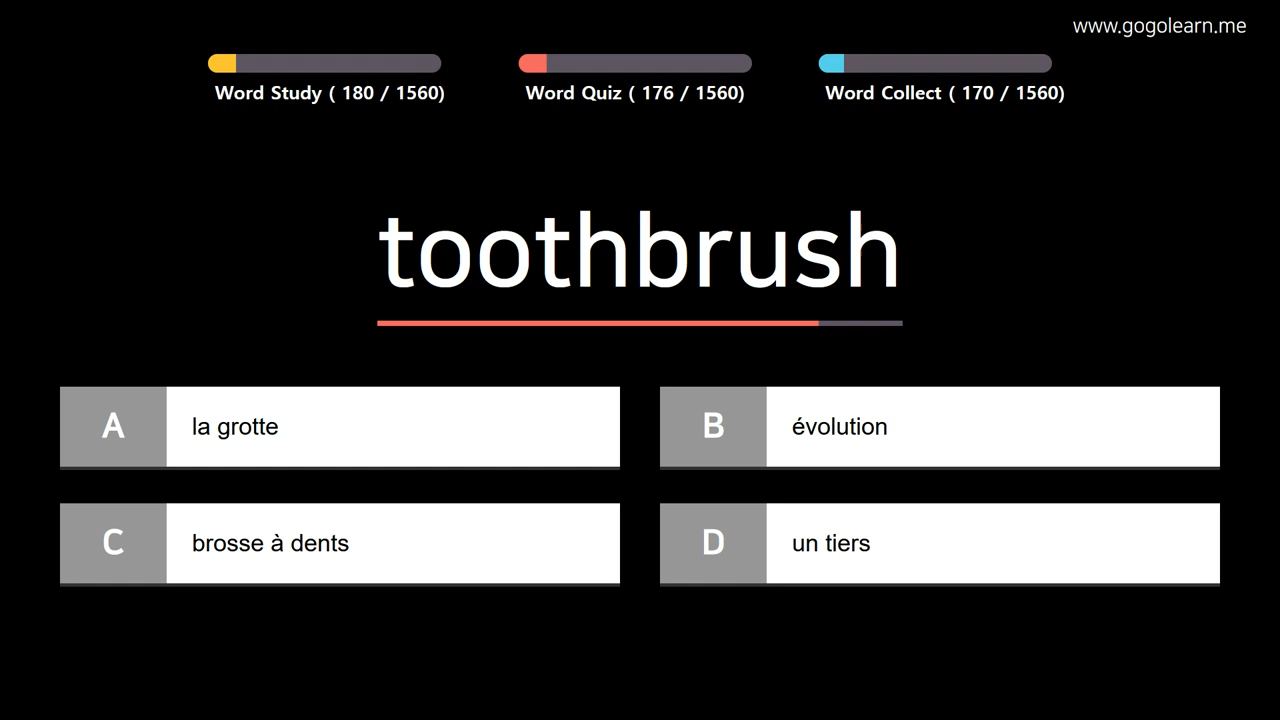 www.gogolearn.me
Word Study ( 180 / 1560)
Word Quiz ( 176 / 1560)
Word Collect ( 170 / 1560)
toothbrush
A la grotte
B évolution
C brosse à dents
D un tiers